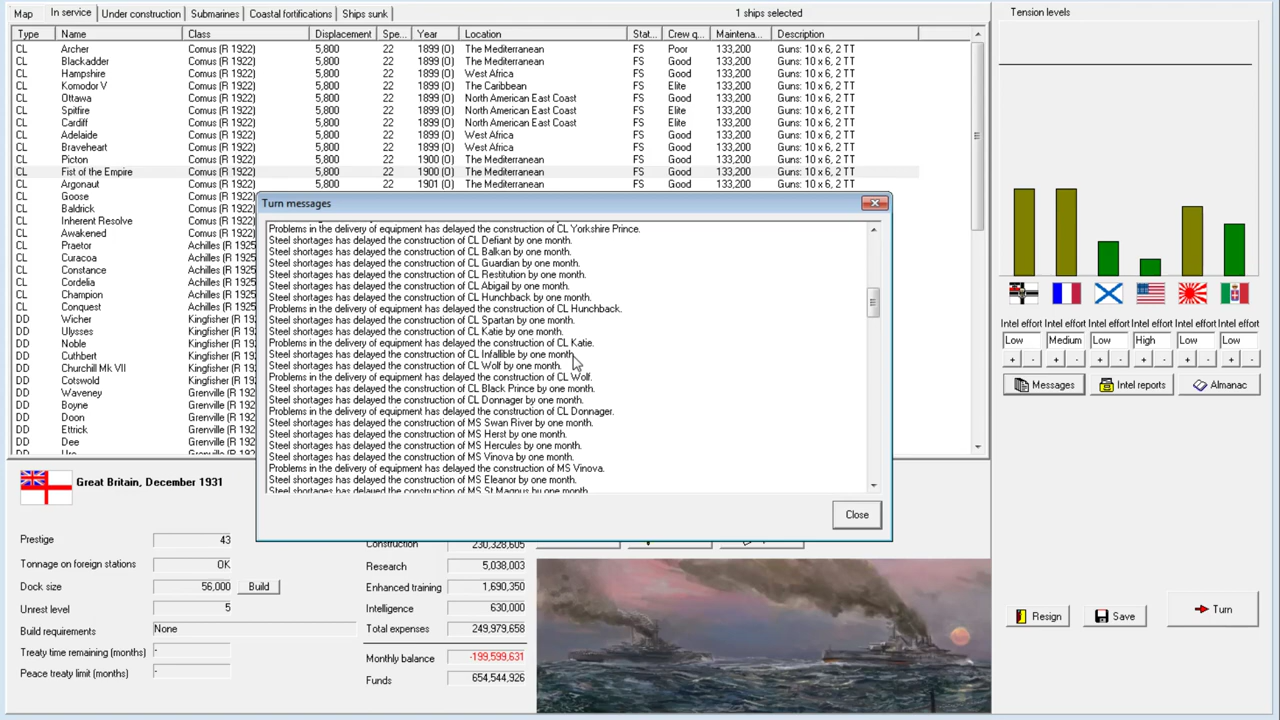 Map In service Under construction Submarines Coastal fortifications Ships sunk 1 ships selected Tension levels
Type Name Class Displacement Spe... Year Location Stat... Crew q... Maintena... Description
CL Archer Comus (R 1922) 5,800 22 1899 (O) The Mediterranean FS Poor 133,200 Guns: 10 x 6, 2 TT
CL Blackadder Comus (R 1922) 5,800 22 1899 (O) The Mediterranean FS Good 133,200 Guns: 10 x 6, 2 TT
CL Hampshire Comus (R 1922) 5,800 22 1899 (O) West Africa FS Good 133,200 Guns: 10 x 6, 2 TT
CL Komodor V Comus (R 1922) 5,800 22 1899 (O) The Caribbean FS Elite 133,200 Guns: 10 x 6, 2 TT
CL Ottawa Comus (R 1922) 5,800 22 1899 (O) North American East Coast FS Good 133,200 Guns: 10 x 6, 2 TT
CL Spitfire Comus (R 1922) 5,800 22 1899 (O) North American East Coast FS Elite 133,200 Guns: 10 x 6, 2 TT
CL Cardiff Comus (R 1922) 5,800 22 1899 (O) North American East Coast FS Elite 133,200 Guns: 10 x 6, 2 TT
CL Adelaide Comus (R 1922) 5,800 22 1899 (O) West Africa FS Good 133,200 Guns: 10 x 6, 2 TT
CL Braveheart Comus (R 1922) 5,800 22 1899 (O) West Africa FS Good 133,200 Guns: 10 x 6, 2 TT
CL Picton Comus (R 1922) 5,800 22 1900 (O) The Mediterranean FS Good 133,200 Guns: 10 x 6, 2 TT
CL Fist of the Empire Comus (R 1922) 5,800 22 1900 (O) The Mediterranean FS Good 133,200 Guns: 10 x 6, 2 TT
CL Argonaut Comus (R 1922) 5,800 22 1901 (O) The Mediterranean FS Good 133,200 Guns: 10 x 6, 2 TT
CL Goose Comus (R 1922)
CL Baldrick Comus (R 1922)
CL Inherent Resolve Comus (R 1922)
CL Awakened Comus (R 1922)
CL Praetor Achilles (R 1925
CL Curacoa Achilles (R 1925
CL Constance Achilles (R 1925
CL Cordelia Achilles (R 1925
CL Champion Achilles (R 1925
CL Conquest Achilles (R 1925
DD Wicher Kingfisher (R 192
DD Ulysses Kingfisher (R 192
DD Noble Kingfisher (R 192
DD Cuthbert Kingfisher (R 192
DD Churchill Mk VII Kingfisher (R 192
DD Cotswold Kingfisher (R 192
DD Waveney Grenville (R 192
DD Boyne Grenville (R 192
DD Doon Grenville (R 192
DD Ettrick Grenville (R 192
DD Dee Grenville (R 192
Turn messages
Problems in the delivery of equipment has delayed the construction of CL Yorkshire Prince.
Steel shortages has delayed the construction of CL Defiant by one month.
Steel shortages has delayed the construction of CL Balkan by one month.
Steel shortages has delayed the construction of CL Guardian by one month.
Steel shortages has delayed the construction of CL Restitution by one month.
Steel shortages has delayed the construction of CL Abigail by one month.
Steel shortages has delayed the construction of CL Hunchback by one month.
Problems in the delivery of equipment has delayed the construction of CL Hunchback.
Steel shortages has delayed the construction of CL Spartan by one month.
Steel shortages has delayed the construction of CL Katie by one month.
Problems in the delivery of equipment has delayed the construction of CL Katie.
Steel shortages has delayed the construction of CL Infallible by one month.
Steel shortages has delayed the construction of CL Wolf by one month.
Problems in the delivery of equipment has delayed the construction of CL Wolf.
Steel shortages has delayed the construction of CL Black Prince by one month.
Steel shortages has delayed the construction of CL Donnager by one month.
Problems in the delivery of equipment has delayed the construction of CL Donnager.
Steel shortages has delayed the construction of MS Swan River by one month.
Steel shortages has delayed the construction of MS Herst by one month.
Steel shortages has delayed the construction of MS Hercules by one month.
Steel shortages has delayed the construction of MS Vinova by one month.
Problems in the delivery of equipment has delayed the construction of MS Vinova.
Steel shortages has delayed the construction of MS Eleanor by one month.
Steel shortages has delayed the construction of MS St Magnus by one month.
Close
Intel effort Intel effort Intel effort Intel effort Intel effort Intel effort
Low Medium Low High Low Low
+ - + - + - + - + - + -
Messages Intel reports Almanac
Great Britain, December 1931
Prestige 43
Tonnage on foreign stations OK
Dock size 56,000 Build
Unrest level 5
Build requirements None
Treaty time remaining (months) -
Peace treaty limit (months) -
Construction 230,328,605
Research 5,038,003
Enhanced training 1,690,350
Intelligence 630,000
Total expenses 249,979,658
Monthly balance -199,599,631
Funds 654,544,926
Resign Save Turn